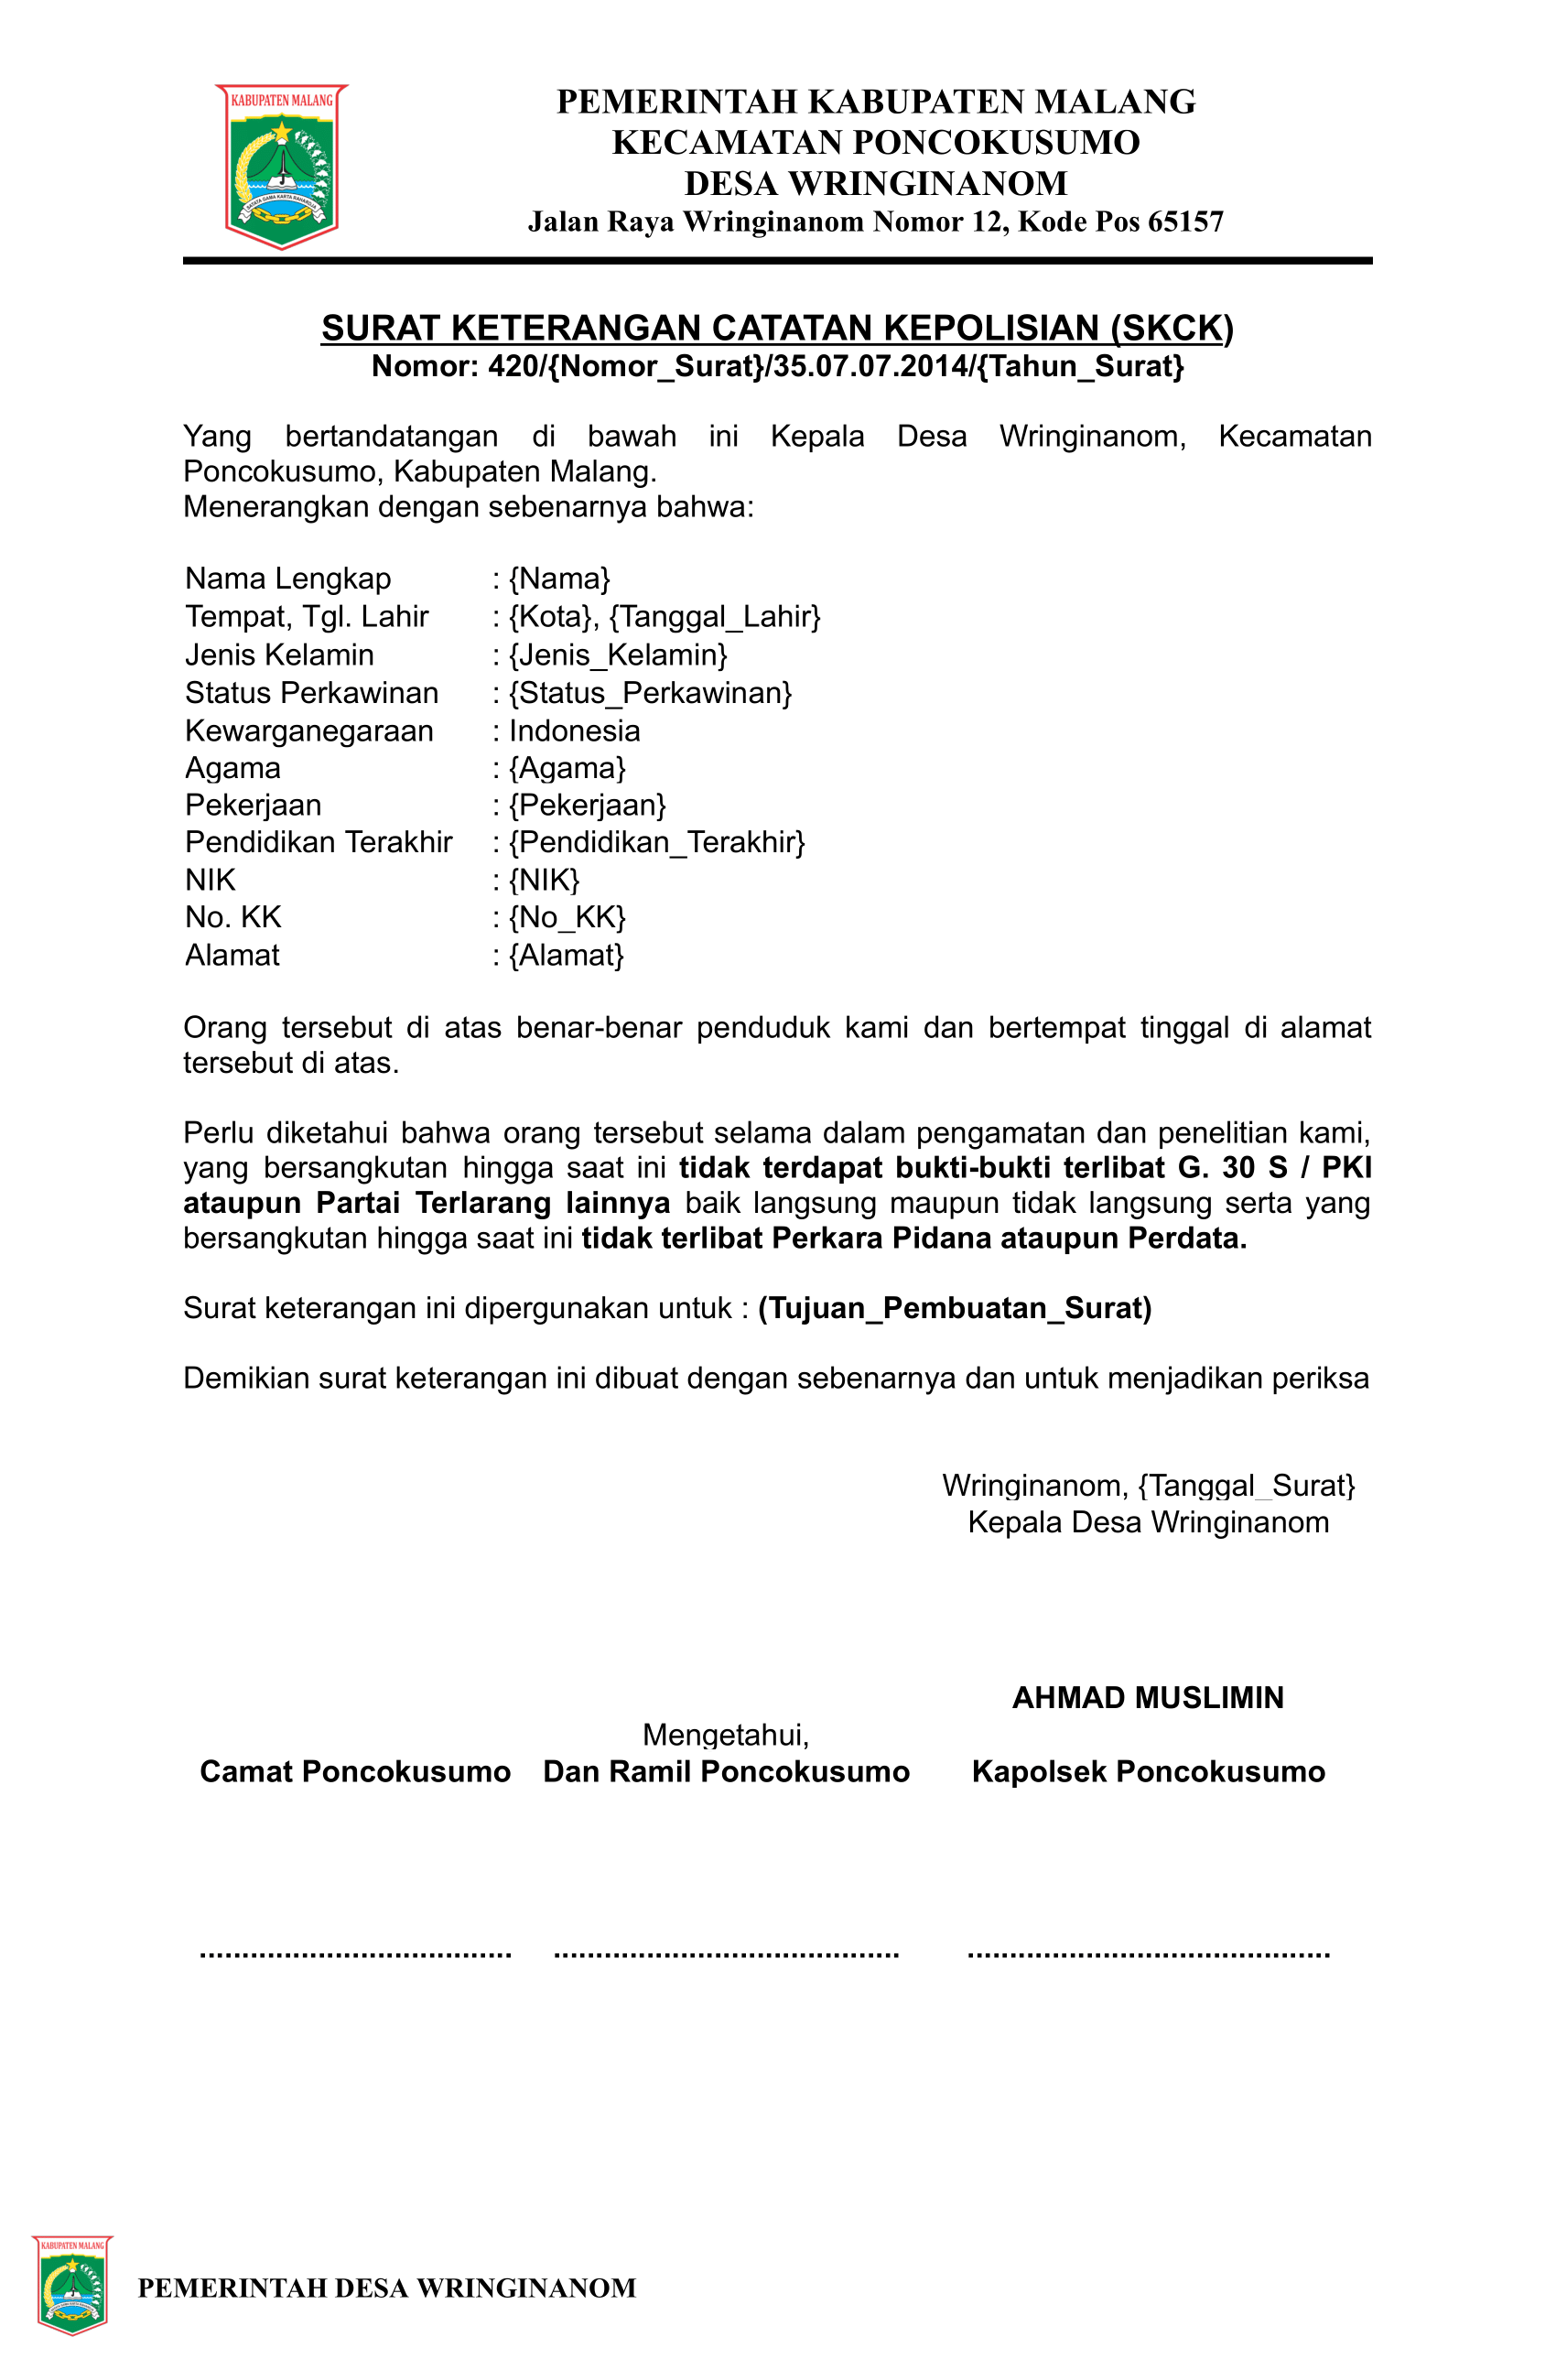 KABUPATEN MALANG
SATATA GAMA KARTA RAHARJA
PEMERINTAH KABUPATEN MALANG
KECAMATAN PONCOKUSUMO
DESA WRINGINANOM
Jalan Raya Wringinanom Nomor 12, Kode Pos 65157
SURAT KETERANGAN CATATAN KEPOLISIAN (SKCK)
Nomor: 420/{Nomor_Surat}/35.07.07.2014/{Tahun_Surat}
Yang bertandatangan di bawah ini Kepala Desa Wringinanom, Kecamatan
Poncokusumo, Kabupaten Malang.
Menerangkan dengan sebenarnya bahwa:
Nama Lengkap : {Nama}
Tempat, Tgl. Lahir : {Kota}, {Tanggal_Lahir}
Jenis Kelamin : {Jenis_Kelamin}
Status Perkawinan : {Status_Perkawinan}
Kewarganegaraan : Indonesia
Agama : {Agama}
Pekerjaan : {Pekerjaan}
Pendidikan Terakhir : {Pendidikan_Terakhir}
NIK : {NIK}
No. KK : {No_KK}
Alamat : {Alamat}
Orang tersebut di atas benar-benar penduduk kami dan bertempat tinggal di alamat
tersebut di atas.
Perlu diketahui bahwa orang tersebut selama dalam pengamatan dan penelitian kami,
yang bersangkutan hingga saat ini tidak terdapat bukti-bukti terlibat G. 30 S / PKI
ataupun Partai Terlarang lainnya baik langsung maupun tidak langsung serta yang
bersangkutan hingga saat ini tidak terlibat Perkara Pidana ataupun Perdata.
Surat keterangan ini dipergunakan untuk : (Tujuan_Pembuatan_Surat)
Demikian surat keterangan ini dibuat dengan sebenarnya dan untuk menjadikan periksa
Wringinanom, {Tanggal_Surat}
Kepala Desa Wringinanom
AHMAD MUSLIMIN
Mengetahui,
Camat Poncokusumo Dan Ramil Poncokusumo Kapolsek Poncokusumo
..................................... ......................................... ...........................................
KABUPATEN MALANG
PEMERINTAH DESA WRINGINANOM